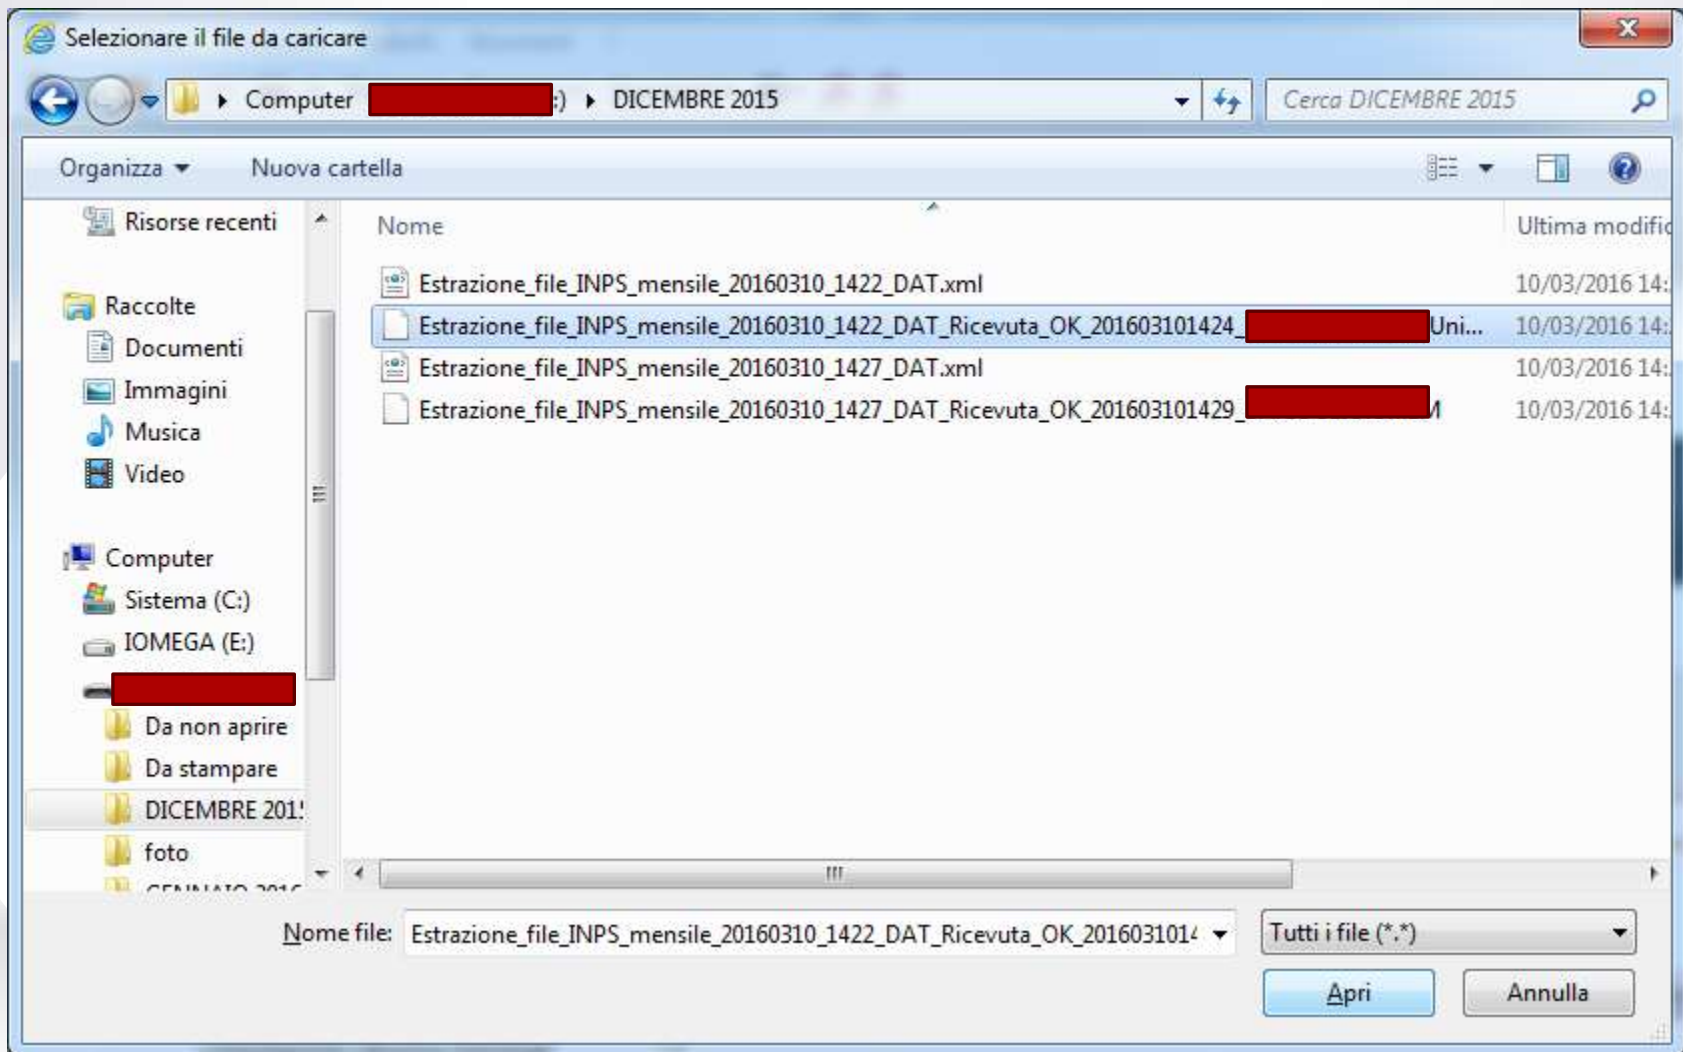 Selezionare il file da caricare
Computer :) DICEMBRE 2015 Cerca DICEMBRE 2015
Organizza Nuova cartella
Risorse recenti
Raccolte
Documenti
Immagini
Musica
Video
Computer
Sistema (C:)
IOMEGA (E:)
Da non aprire
Da stampare
DICEMBRE 201
foto
Nome Ultima modific
Estrazione_file_INPS_mensile_20160310_1422_DAT.xml 10/03/2016 14:
Estrazione_file_INPS_mensile_20160310_1422_DAT_Ricevuta_OK_201603101424_ Uni... 10/03/2016 14:
Estrazione_file_INPS_mensile_20160310_1427_DAT.xml 10/03/2016 14:
Estrazione_file_INPS_mensile_20160310_1427_DAT_Ricevuta_OK_201603101429_ 10/03/2016 14:
Nome file: Estrazione_file_INPS_mensile_20160310_1422_DAT_Ricevuta_OK_2016031014 Tutti i file (*.*)
Apri Annulla